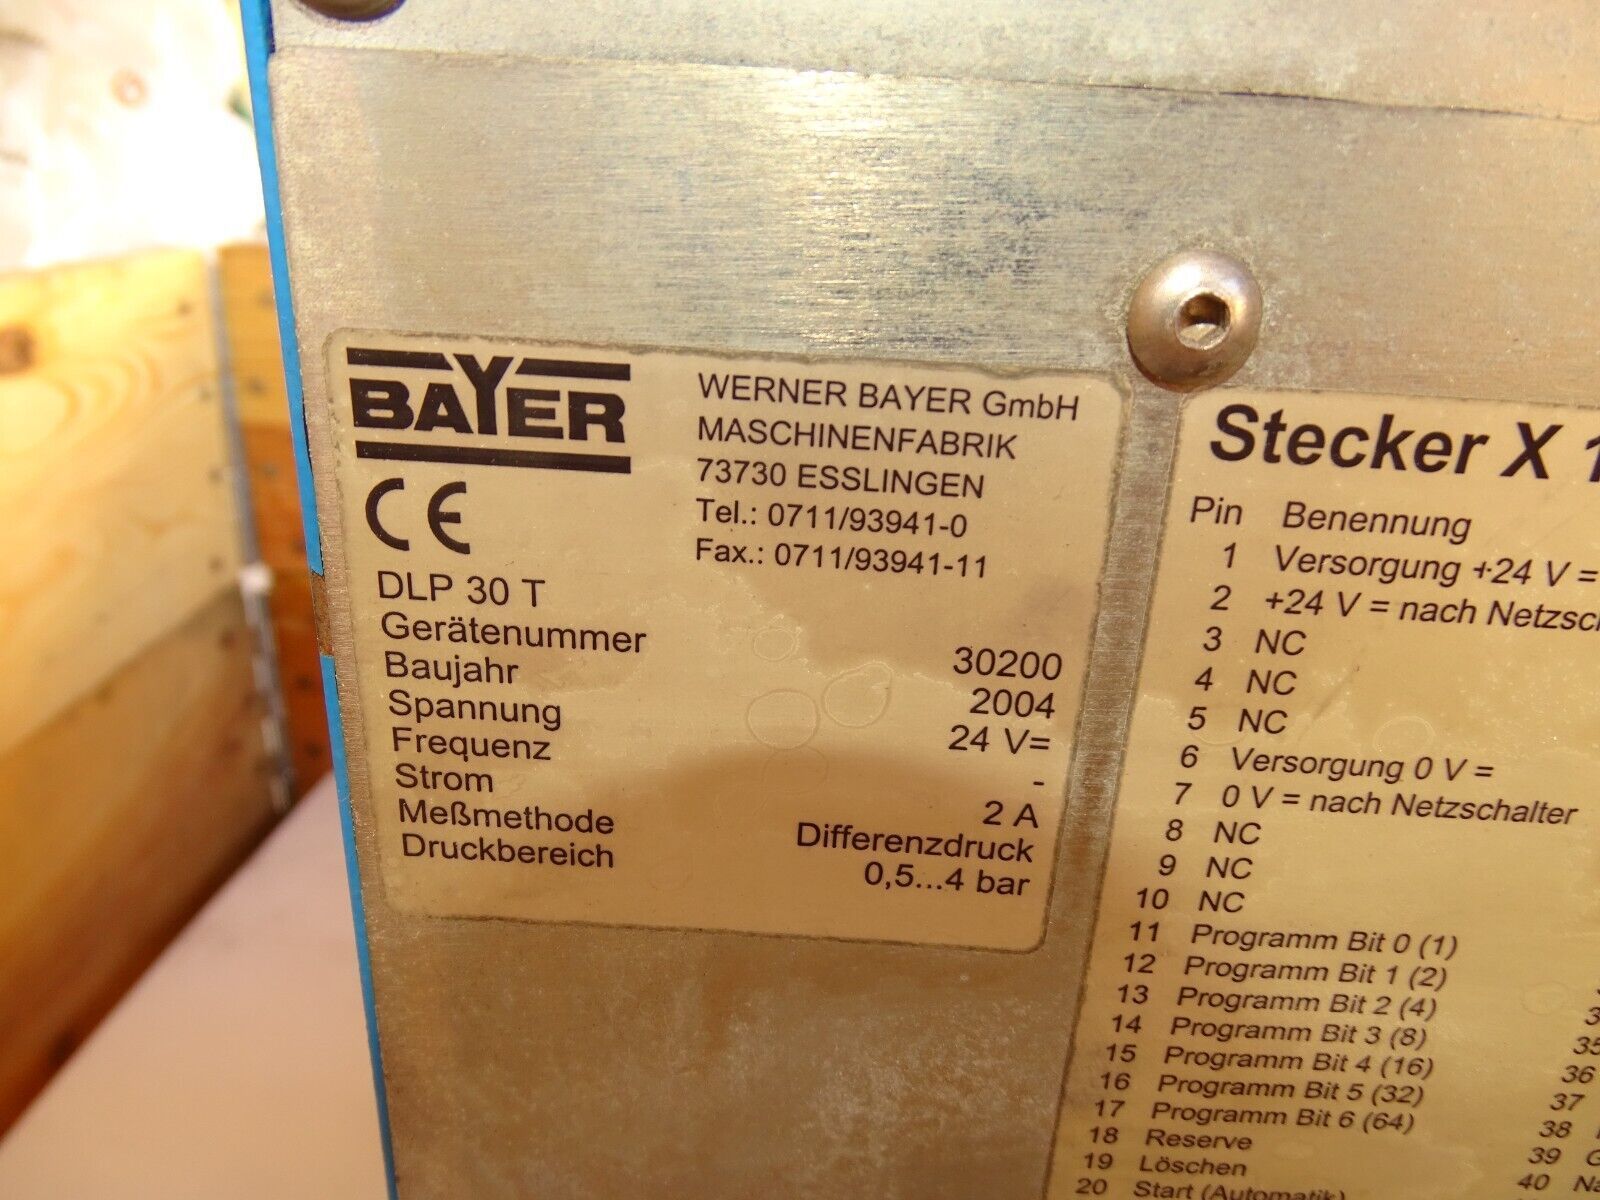 BAYER
CE
WERNER BAYER GmbH
MASCHINENFABRIK
73730 ESSLINGEN
Tel.: 0711/93941-0
Fax.: 0711/93941-11
DLP 30 T
Gerätenummer 30200
Baujahr 2004
Spannung 24 V=
Frequenz -
Strom 2 A
Meßmethode Differenzdruck
Druckbereich 0,5...4 bar
Stecker X 1
Pin Benennung
1 Versorgung +24 V =
2 +24 V = nach
3 NC
4 NC
5 NC
6 Versorgung 0 V =
7 0 V = nach Netzschalter
8 NC
9 NC
10 NC
11 Programm Bit 0 (1)
12 Programm Bit 1 (2)
13 Programm Bit 2 (4)
14 Programm Bit 3 (8)
15 Programm Bit 4 (16)
16 Programm Bit 5 (32)
17 Programm Bit 6 (64)
18 Reserve
19 Löschen
20 Start (Automatik)
35
36
37
38
39
40